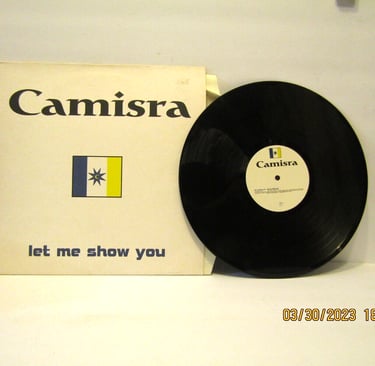 Camisra
let me show you
Camisra
03/30/2023